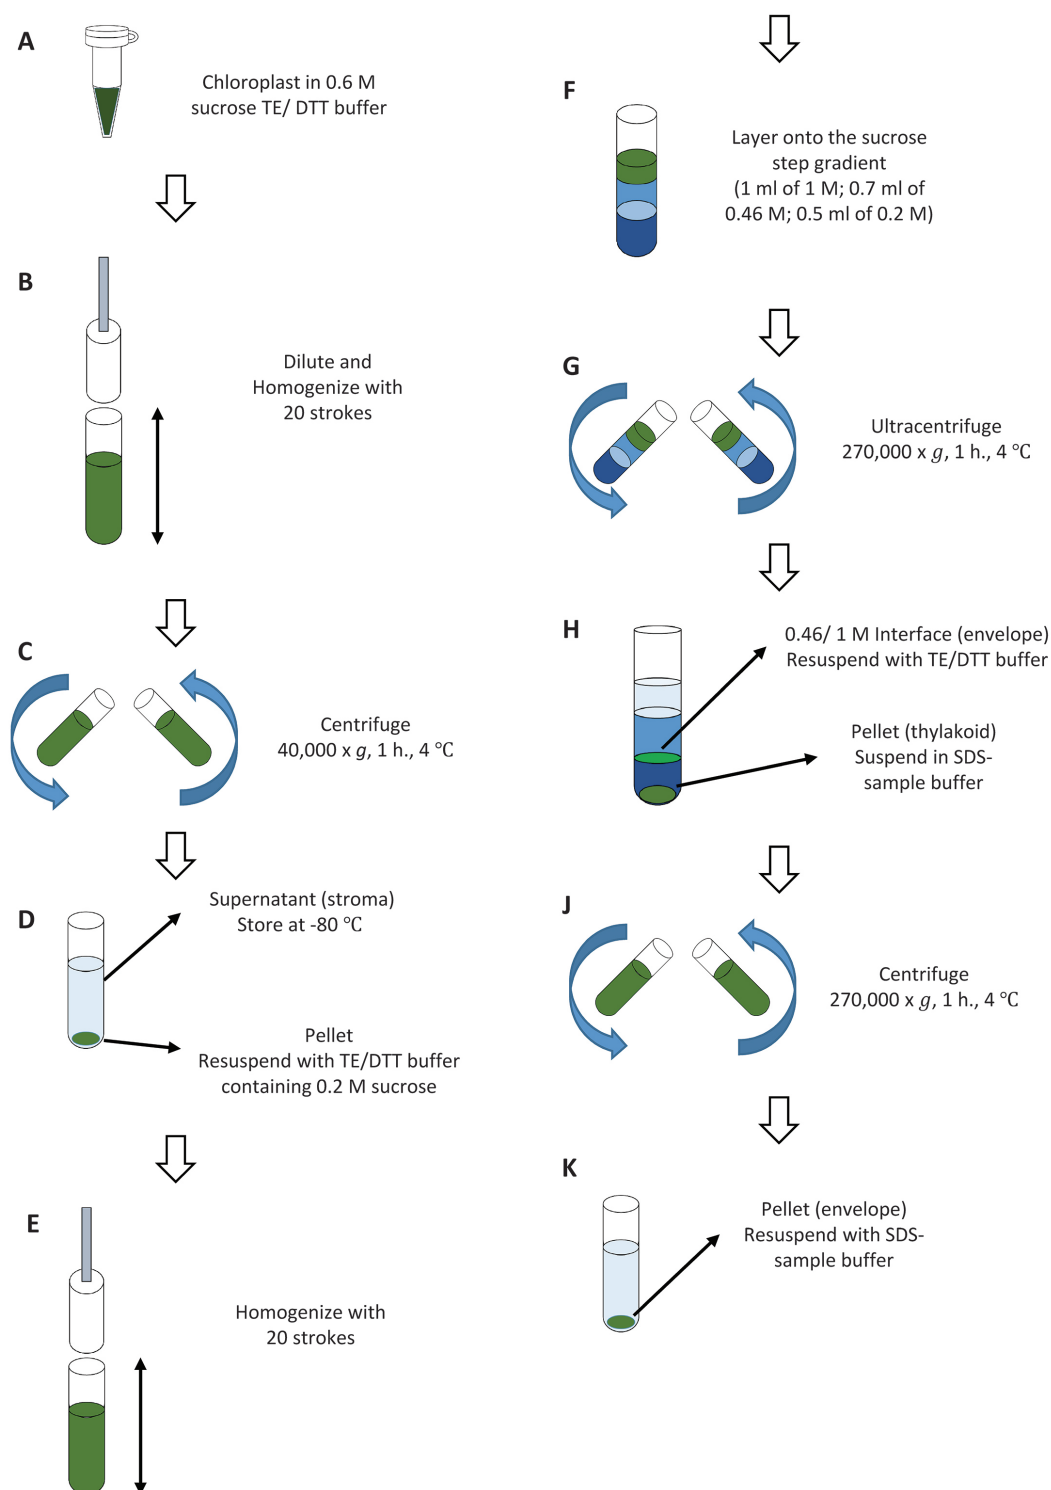 A
Chloroplast in 0.6 M
sucrose TE/ DTT buffer
B
Dilute and
Homogenize with
20 strokes
C
Centrifuge
40,000 x g, 1 h., 4 ℃
D
Supernatant (stroma)
Store at -80 ℃
Pellet
Resuspend with TE/DTT buffer
containing 0.2 M sucrose
E
Homogenize with
20 strokes
F
Layer onto the sucrose
step gradient
(1 ml of 1 M; 0.7 ml of
0.46 M; 0.5 ml of 0.2 M)
G
Ultracentrifuge
270,000 x g, 1 h., 4 ℃
H
0.46/ 1 M Interface (envelope)
Resuspend with TE/DTT buffer
Pellet (thylakoid)
Suspend in SDS-
sample buffer
J
Centrifuge
270,000 x g, 1 h., 4 ℃
K
Pellet (envelope)
Resuspend with SDS-
sample buffer